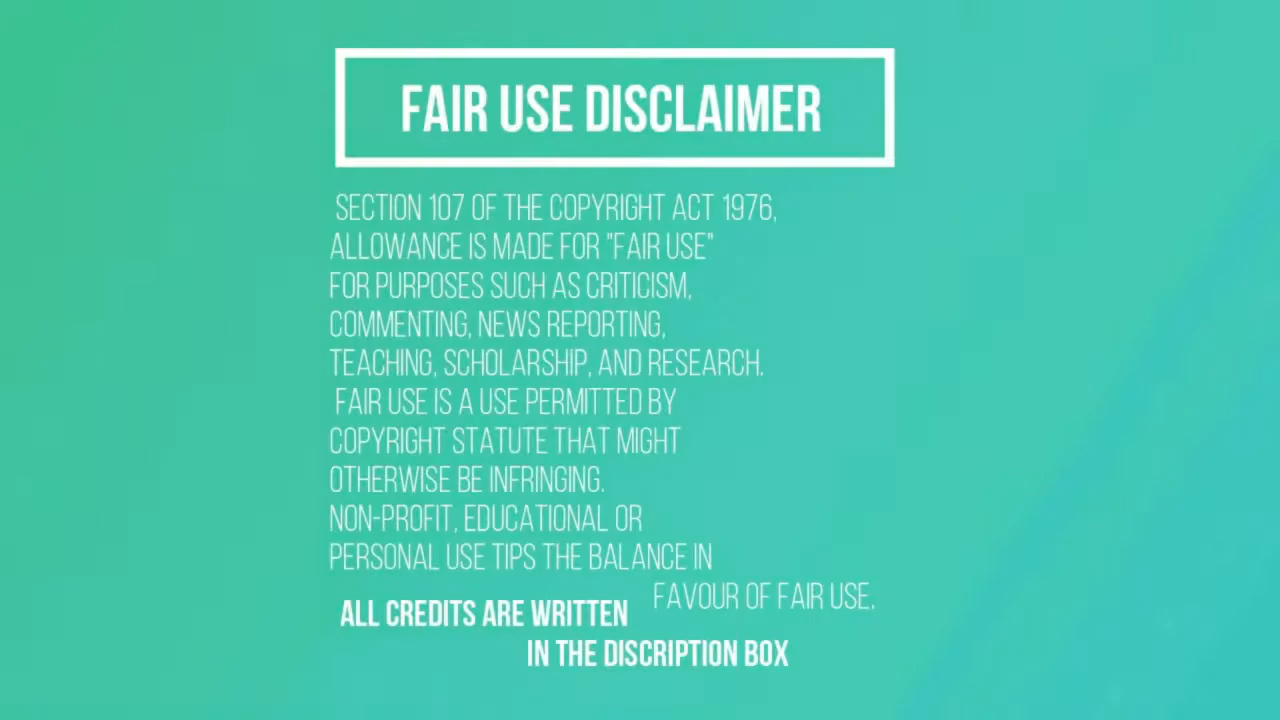 FAIR USE DISCLAIMER
SECTION 107 OF THE COPYRIGHT ACT 1976,
ALLOWANCE IS MADE FOR "FAIR USE"
FOR PURPOSES SUCH AS CRITICISM,
COMMENTING, NEWS REPORTING,
TEACHING, SCHOLARSHIP, AND RESEARCH.
FAIR USE IS A USE PERMITTED BY
COPYRIGHT STATUTE THAT MIGHT
OTHERWISE BE INFRINGING.
NON-PROFIT, EDUCATIONAL OR
PERSONAL USE TIPS THE BALANCE IN
FAVOUR OF FAIR USE.
ALL CREDITS ARE WRITTEN
IN THE DISCRIPTION BOX